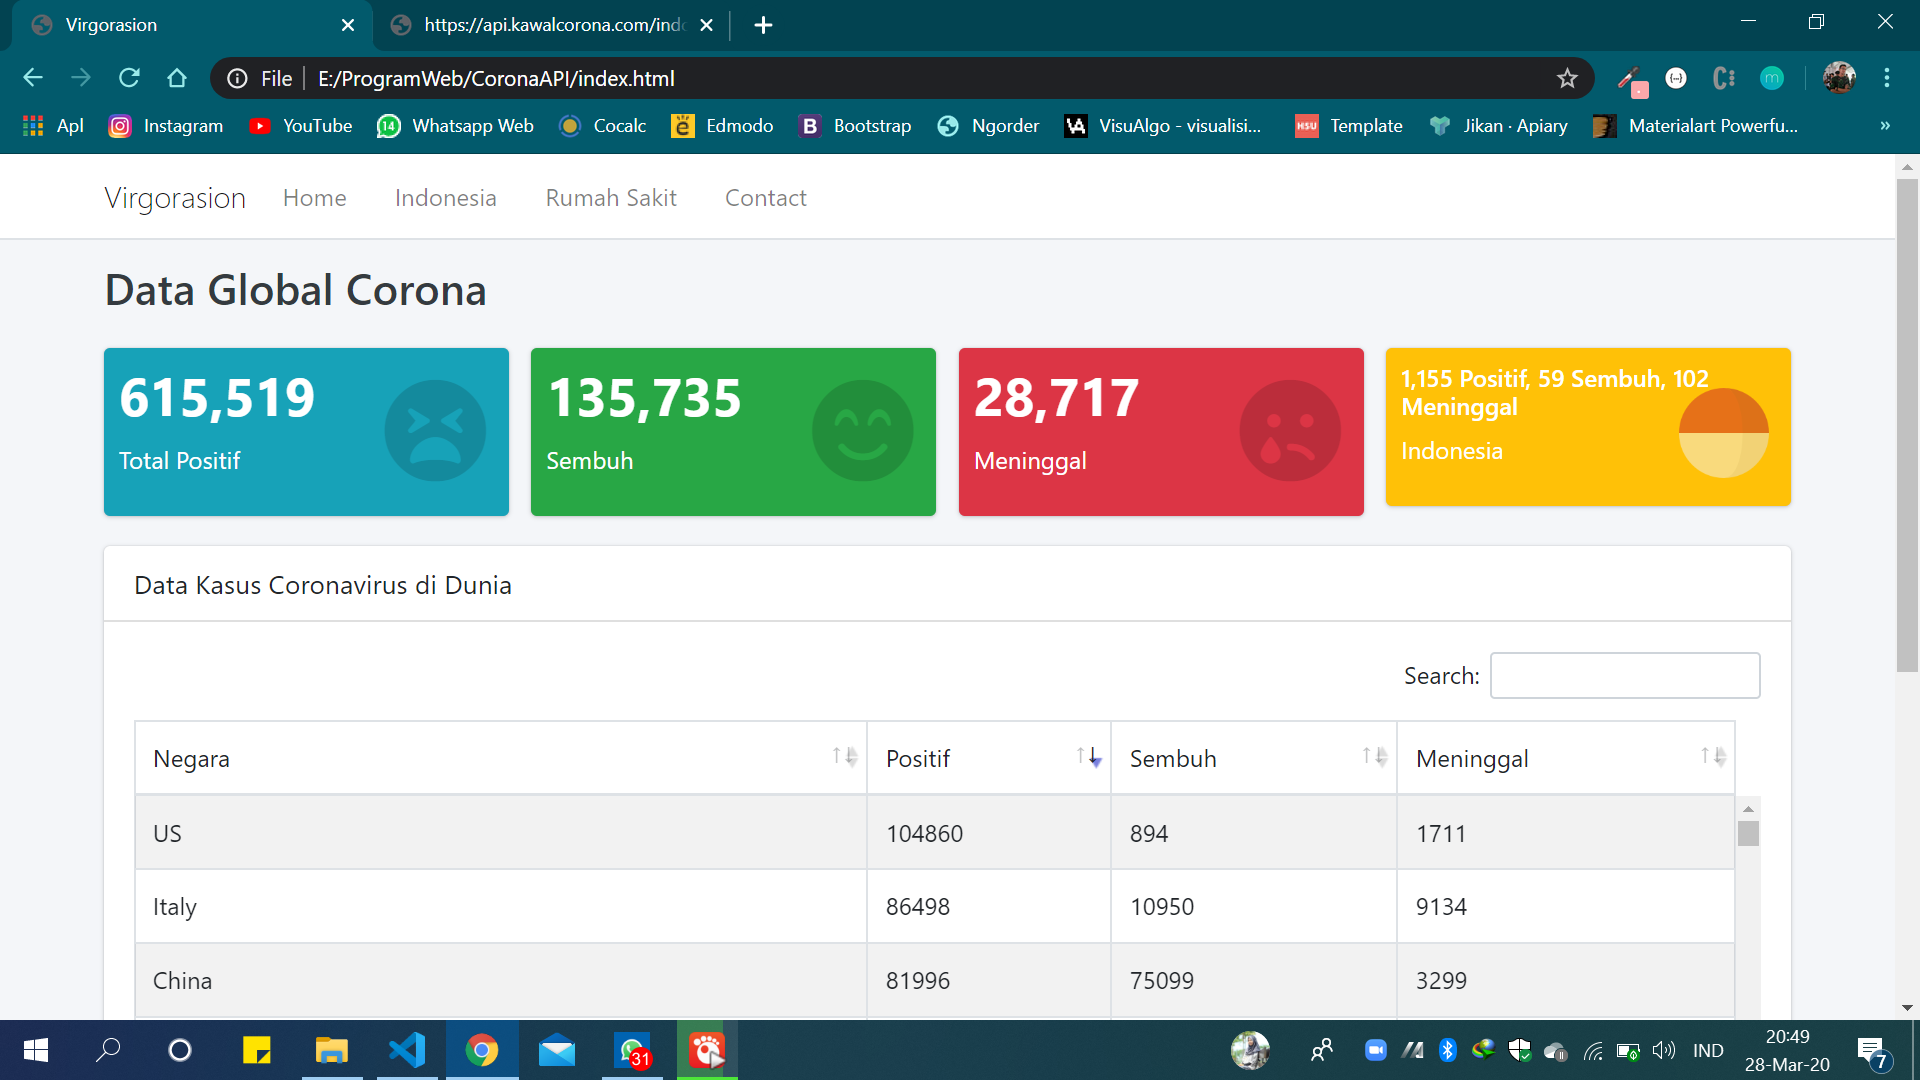 Virgorasion
https://api.kawalcorona.com/ind
File
E:/ProgramWeb/CoronaAPI/index.html
Apl
Instagram
YouTube
14
Whatsapp Web
Cocalc
Edmodo
B
Bootstrap
Ngorder
VisuAlgo - visualisi...
HSU
Template
Jikan · Apiary
Materialart Powerfu...
»
Virgorasion
Home
Indonesia
Rumah Sakit
Contact
Data Global Corona
615,519
Total Positif
135,735
Sembuh
28,717
Meninggal
1,155 Positif, 59 Sembuh, 102
Meninggal
Indonesia
Data Kasus Coronavirus di Dunia
Search:
Negara Positif Sembuh Meninggal
US 104860 894 1711
Italy 86498 10950 9134
China 81996 75099 3299
31
IND
20:49
28-Mar-20
7